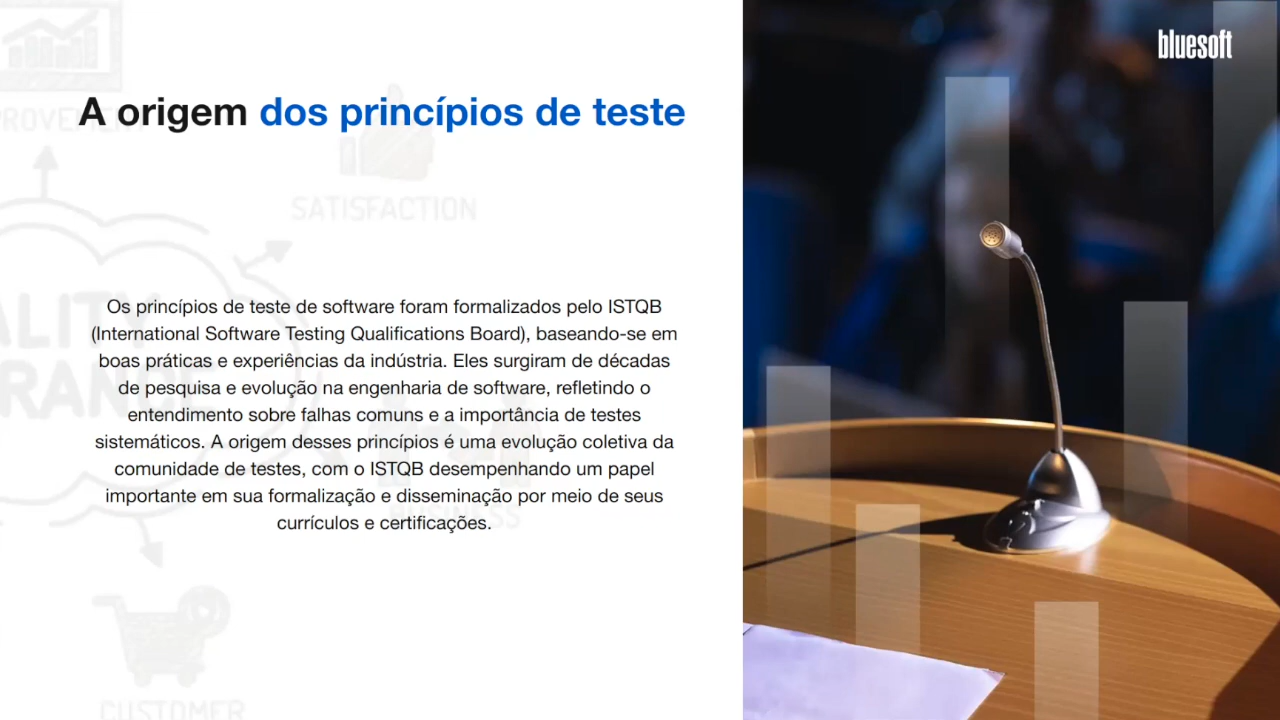 bluesoft
A origem dos princípios de teste
Os princípios de teste de software foram formalizados pelo ISTQB
(International Software Testing Qualifications Board), baseando-se em
boas práticas e experiências da indústria. Eles surgiram de décadas
de pesquisa e evolução na engenharia de software, refletindo o
entendimento sobre falhas comuns e a importância de testes
sistemáticos. A origem desses princípios é uma evolução coletiva da
comunidade de testes, com o ISTQB desempenhando um papel
importante em sua formalização e disseminação por meio de seus
currículos e certificações.
SATISFACTION
BUSINESS
CUSTOMER